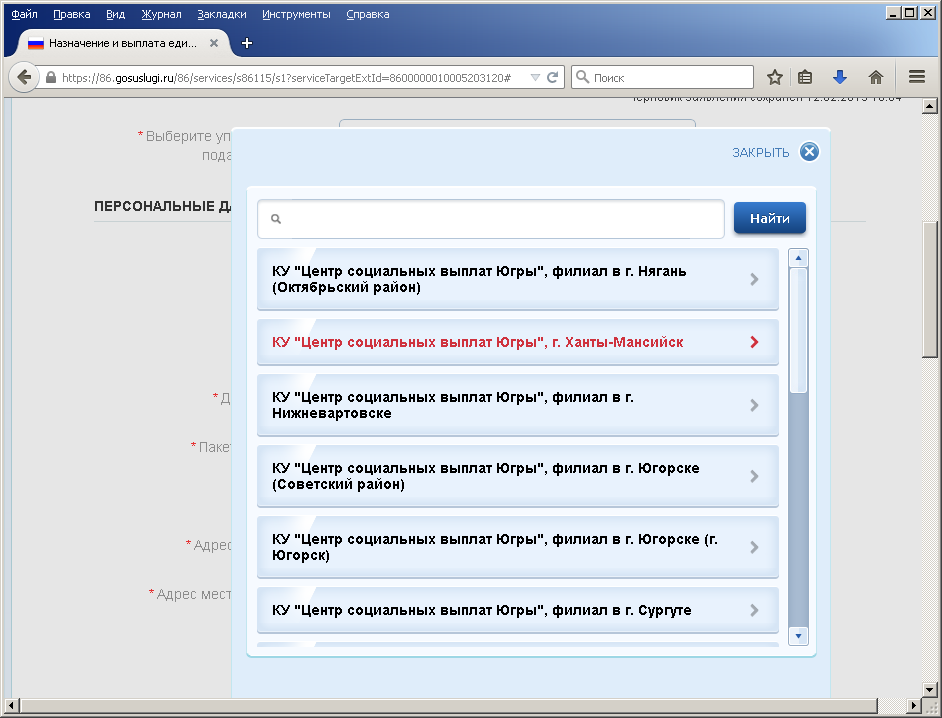 Файл Правка Вид Журнал Закладки Инструменты Справка
Назначение и выплата еди...
https://86.gosuslugi.ru/86/services/s86115/s1?serviceTargetExtId=8600000010005203120#
Поиск
* Выберите уп
пода
ЗАКРЫТЬ
ПЕРСОНАЛЬНЫЕ ДА
Найти
КУ "Центр социальных выплат Югры", филиал в г. Нягань
(Октябрьский район)
КУ "Центр социальных выплат Югры", г. Ханты-Мансийск
КУ "Центр социальных выплат Югры", филиал в г.
Нижневартовске
* Д
* Пакет
КУ "Центр социальных выплат Югры", филиал в г. Югорске
(Советский район)
КУ "Центр социальных выплат Югры", филиал в г. Югорске (г.
Югорск)
* Адрес
* Адрес мест
КУ "Центр социальных выплат Югры", филиал в г. Сургуте